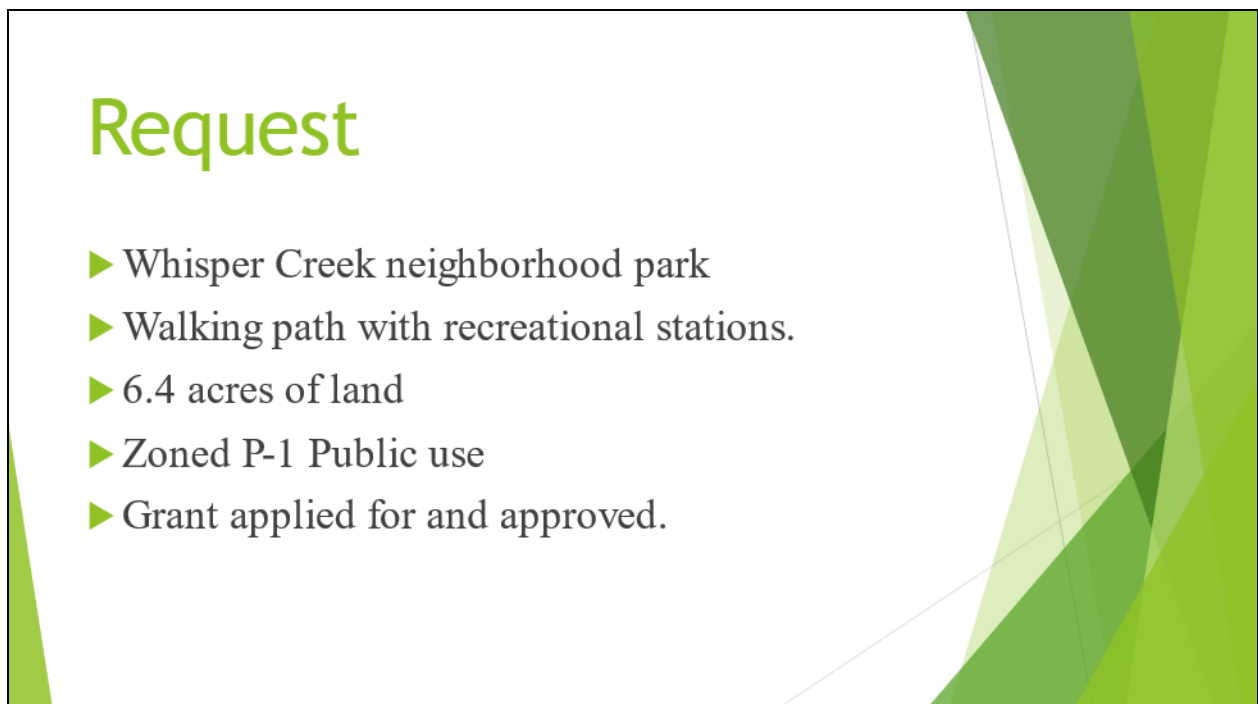 Request
Whisper Creek neighborhood park
Walking path with recreational stations.
6.4 acres of land
Zoned P-1 Public use
Grant applied for and approved.